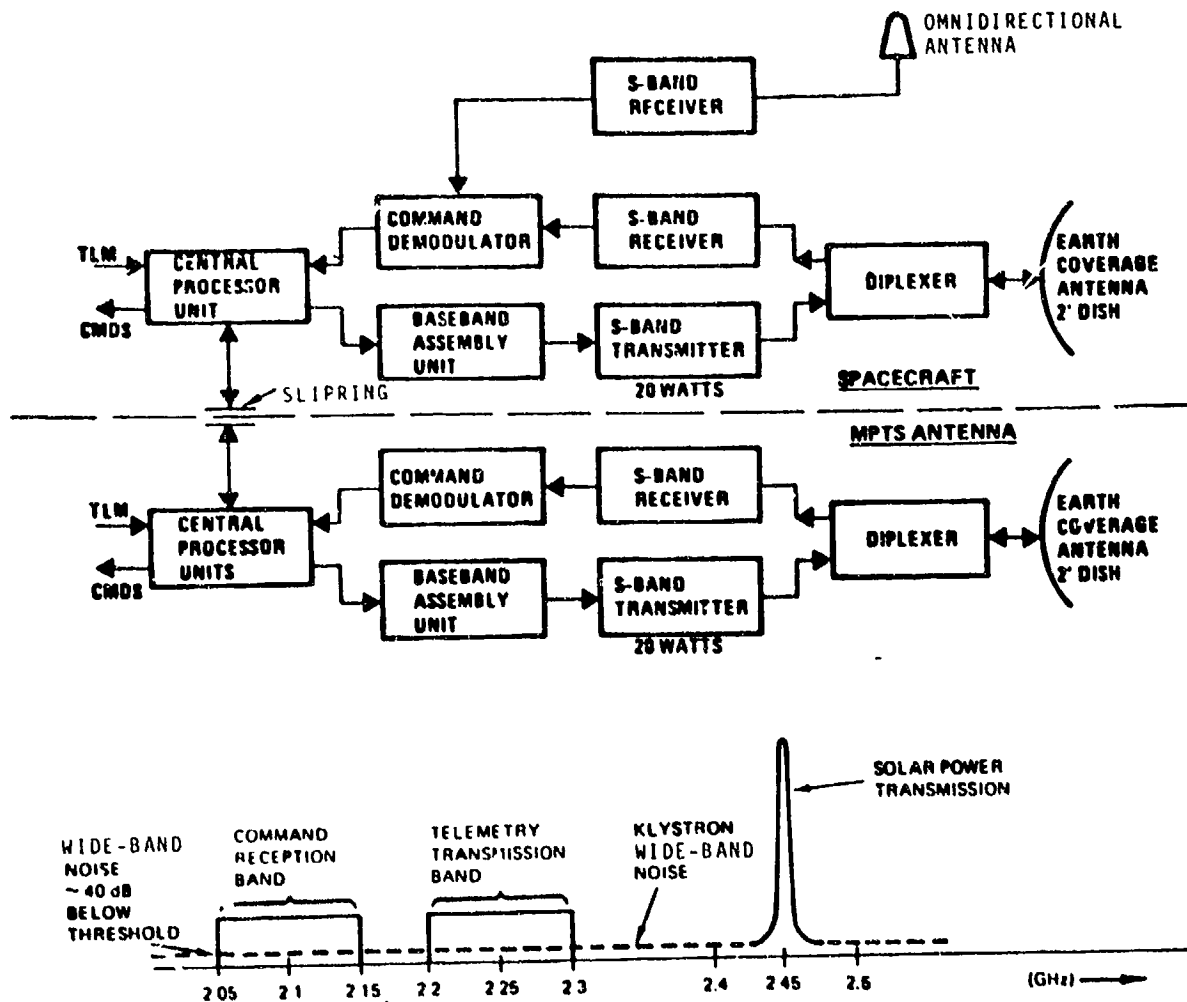 OMNIDIRECTIONAL
ANTENNA
S-BAND
RECEIVER
COMMAND
DEMODULATOR
S-BAND
RECEIVER
DIPLEXER
EARTH
COVERAGE
ANTENNA
2' DISH
TLM
CMDS
CENTRAL
PROCESSOR
UNIT
BASEBAND
ASSEMBLY
UNIT
S-BAND
TRANSMITTER
20 WATTS
SPACECRAFT
SLIPRING
MPTS ANTENNA
COMMAND
DEMODULATOR
S-BAND
RECEIVER
DIPLEXER
EARTH
COVERAGE
ANTENNA
2' DISH
TLM
CMDS
CENTRAL
PROCESSOR
UNITS
BASEBAND
ASSEMBLY
UNIT
S-BAND
TRANSMITTER
20 WATTS
SOLAR POWER
TRANSMISSION
WIDE-BAND
NOISE
~ 40 dB
BELOW
THRESHOLD
COMMAND
RECEPTION
BAND
TELEMETRY
TRANSMISSION
BAND
KLYSTRON
WIDE-BAND
NOISE
2 05 2 1 2 15 2 2 2 25 2 3 2.4 2 45 2.5 (GHz)